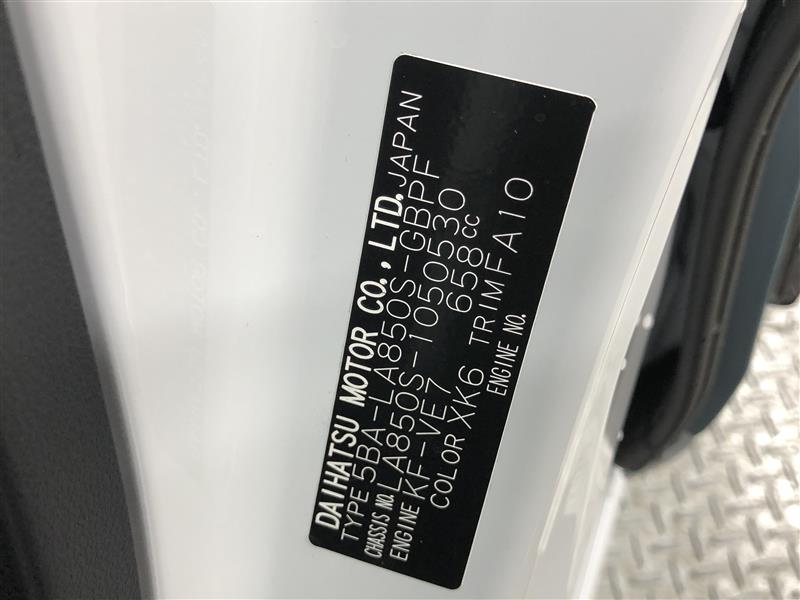 DAIHATSU MOTOR CO., LTD. JAPAN
TYPE 5BA-LA850S-GBPF
CHASSIS NO. LA850S-1050530
ENGINE KF-VE7 658CC
COLOR XK6 TRIM FA10
ENGINE NO.